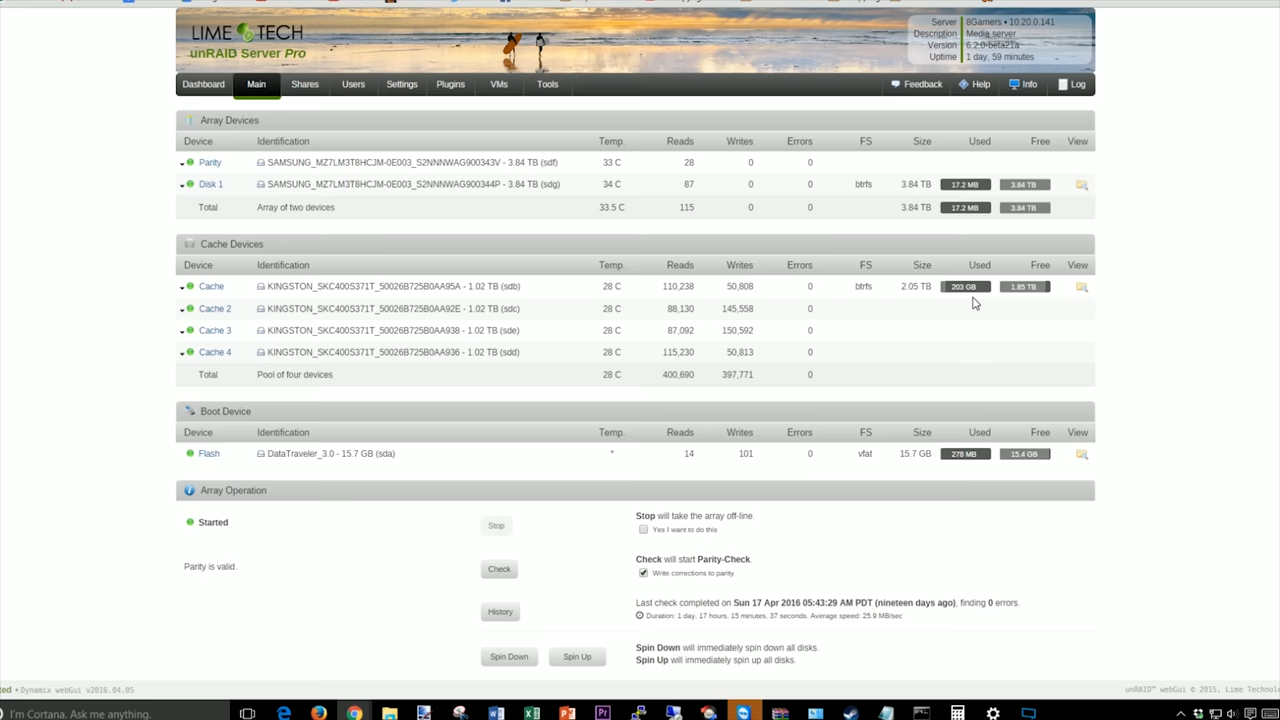 LIME TECH
unRAID Server Pro
Server 8Gamers • 10.20.0.141
Description Media server
Version 6.2.0-beta21a
Uptime 1 day, 59 minutes
Dashboard Main Shares Users Settings Plugins VMs Tools Feedback Help Info Log
Array Devices
Device Identification Temp. Reads Writes Errors FS Size Used Free View
Parity SAMSUNG_MZ7LM3T8HCJM-0E003_S2NNNWAG900343V - 3.84 TB (sdf) 33 C 28 0 0
Disk 1 SAMSUNG_MZ7LM3T8HCJM-0E003_S2NNNWAG900344P - 3.84 TB (sdg) 34 C 87 0 0 btrfs 3.84 TB 17.2 MB 3.84 TB
Total Array of two devices 33.5 C 115 0 0 3.84 TB 17.2 MB 3.84 TB
Cache Devices
Device Identification Temp. Reads Writes Errors FS Size Used Free View
Cache KINGSTON_SKC400S371T_50026B725B0AA95A - 1.02 TB (sdb) 28 C 110,238 50,808 0 btrfs 2.05 TB 203 GB 1.85 TB
Cache 2 KINGSTON_SKC400S371T_50026B725B0AA92E - 1.02 TB (sdc) 28 C 88,130 145,558 0
Cache 3 KINGSTON_SKC400S371T_50026B725B0AA938 - 1.02 TB (sde) 28 C 87,092 150,592 0
Cache 4 KINGSTON_SKC400S371T_50026B725B0AA936 - 1.02 TB (sdd) 28 C 115,230 50,813 0
Total Pool of four devices 28 C 400,690 397,771 0
Boot Device
Device Identification Temp. Reads Writes Errors FS Size Used Free View
Flash DataTraveler_3.0 - 15.7 GB (sda) * 14 101 0 vfat 15.7 GB 278 MB 15.4 GB
Array Operation
Started Stop Stop will take the array off-line.
Yes I want to do this
Parity is valid. Check Check will start Parity-Check.
Write corrections to parity
History Last check completed on Sun 17 Apr 2016 05:43:29 AM PDT (nineteen days ago), finding 0 errors.
Duration: 1 day, 17 hours, 15 minutes, 37 seconds. Average speed: 25.9 MB/sec
Spin Down Spin Up Spin Down will immediately spin down all disks.
Spin Up will immediately spin up all disks.
ted • Dynamix webGui v2016.04.05 unRAID™ webGui © 2015, Lime Technolo
I'm Cortana. Ask me anything.